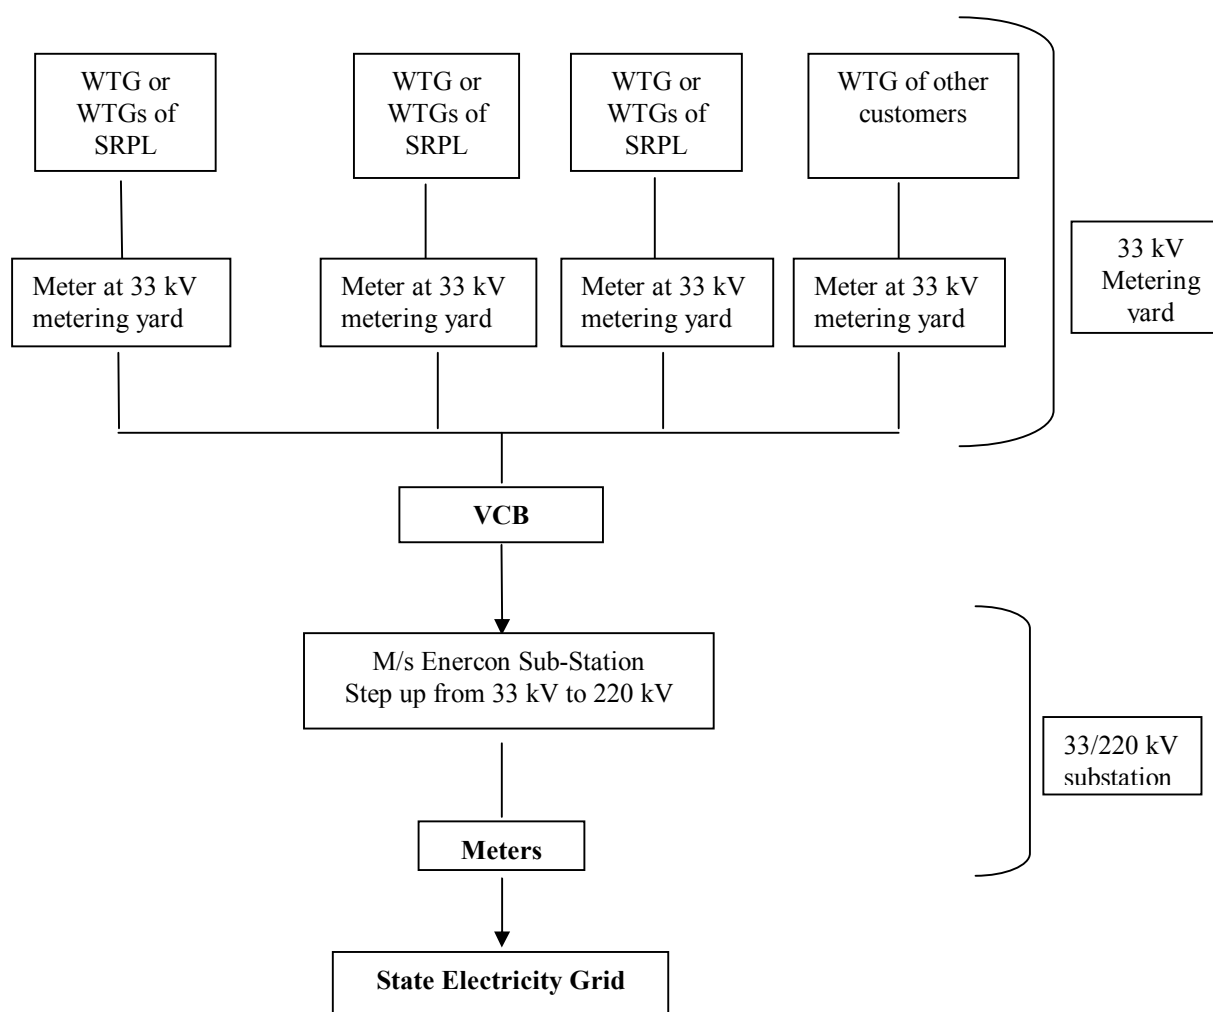 WTG or
WTGs of
SRPL
WTG or
WTGs of
SRPL
WTG or
WTGs of
SRPL
WTG of other
customers
Meter at 33 kV
metering yard
Meter at 33 kV
metering yard
Meter at 33 kV
metering yard
Meter at 33 kV
metering yard
33 kV
Metering
yard
VCB
M/s Enercon Sub-Station
Step up from 33 kV to 220 kV
33/220 kV
substation
Meters
State Electricity Grid